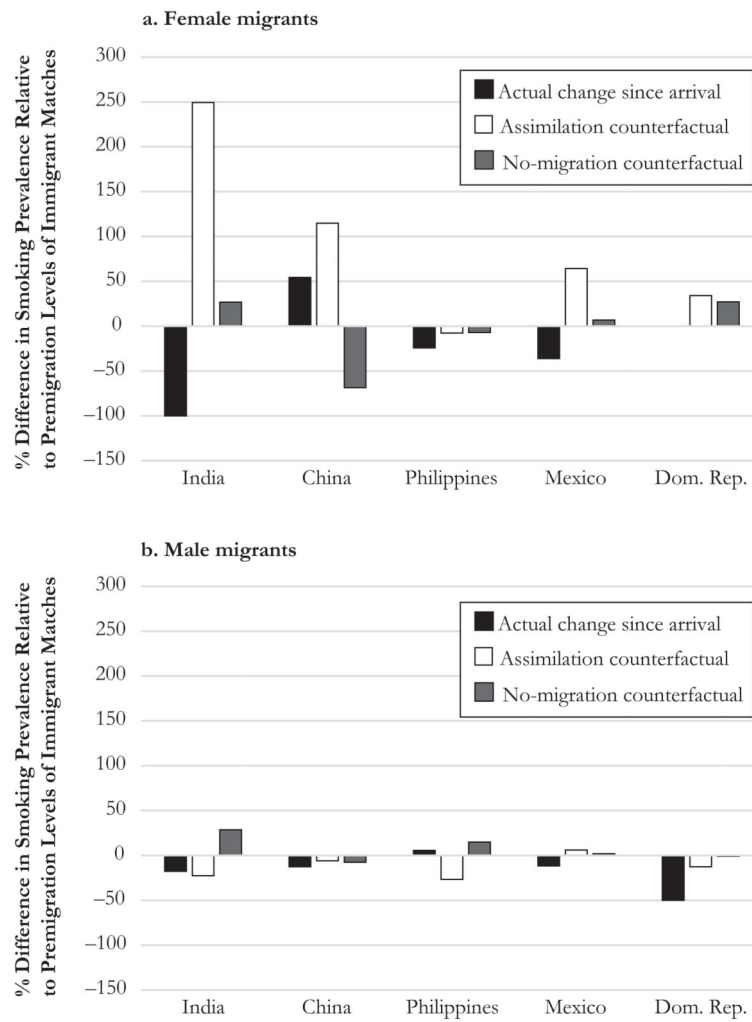 a. Female migrants
% Difference in Smoking Prevalence Relative
to Premigration Levels of Immigrant Matches
300
250
200
150
100
50
0
−50
−100
−150
Actual change since arrival
Assimilation counterfactual
No-migration counterfactual
India China Philippines Mexico Dom. Rep.
b. Male migrants
% Difference in Smoking Prevalence Relative
to Premigration Levels of Immigrant Matches
300
250
200
150
100
50
0
−50
−100
−150
Actual change since arrival
Assimilation counterfactual
No-migration counterfactual
India China Philippines Mexico Dom. Rep.